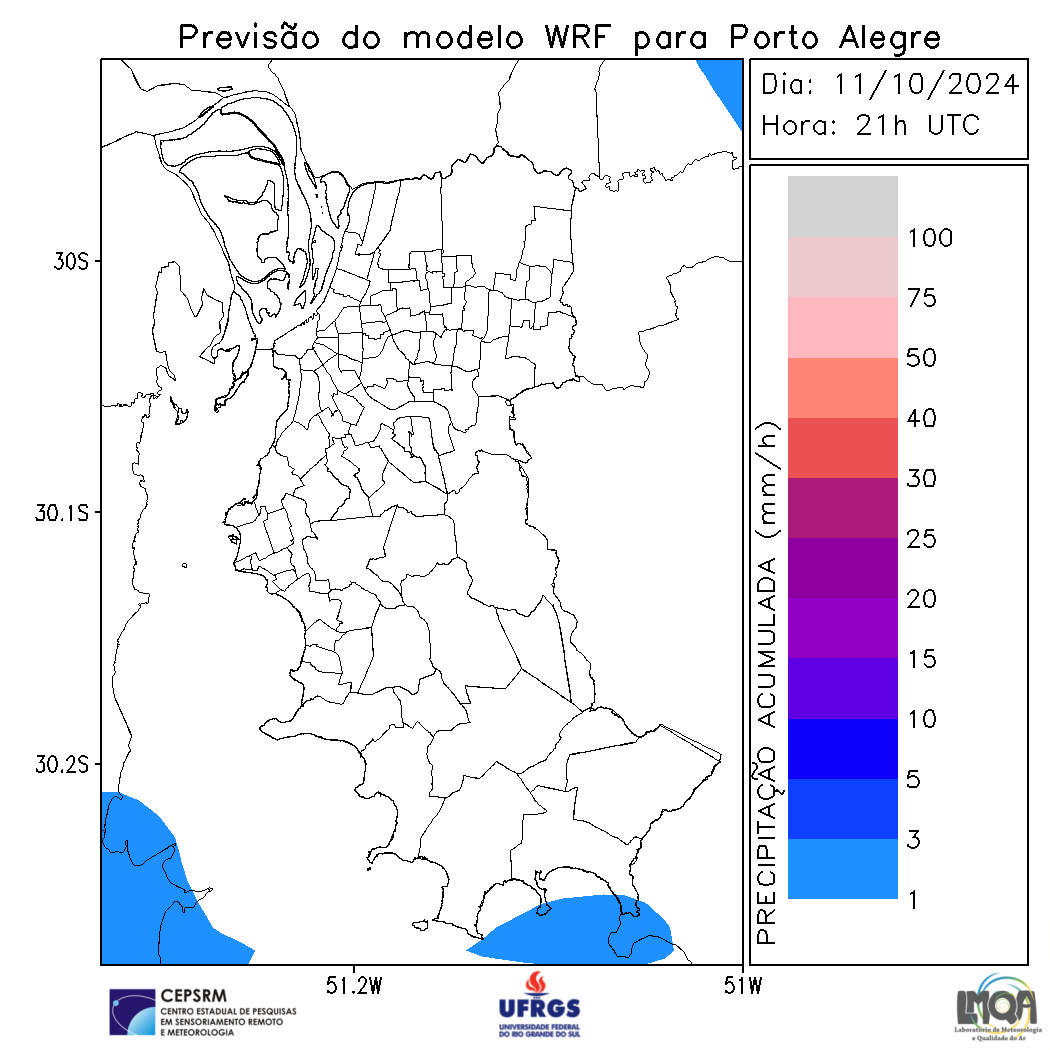 Previsão do modelo WRF para Porto Alegre
Dia: 11/10/2024
Hora: 21h UTC
100
75
50
40
30
25
20
15
10
5
3
1
PRECIPITAÇÃO ACUMULADA (mm/h)
30S
30.1S
30.2S
51.2W
51W
CEPSRM
CENTRO ESTADUAL DE PESQUISAS
EM SENSORIAMENTO REMOTO
E METEOROLOGIA
UFRGS
UNIVERSIDADE FEDERAL
DO RIO GRANDE DO SUL
LMQA
Laboratório de Meteorologia
e Qualidade do Ar